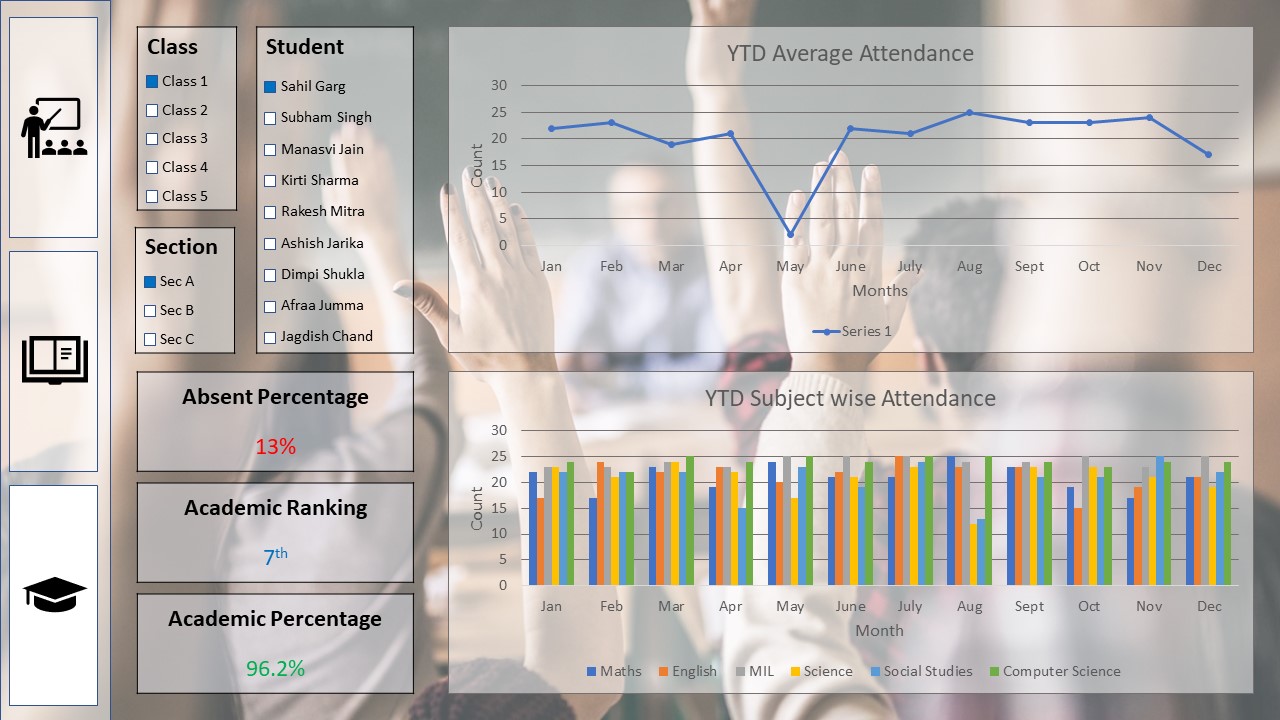 Class
Class 1
Class 2
Class 3
Class 4
Class 5
Section
Sec A
Sec B
Sec C
Student
Sahil Garg
Subham Singh
Manasvi Jain
Kirti Sharma
Rakesh Mitra
Ashish Jarika
Dimpi Shukla
Afraa Jumma
Jagdish Chand
Absent Percentage
13%
Academic Ranking
7th
Academic Percentage
96.2%
YTD Average Attendance
Count
30
25
20
15
10
5
0
Jan Feb Mar Apr May June July Aug Sept Oct Nov Dec
Months
Series 1
YTD Subject wise Attendance
Count
30
25
20
15
10
5
0
Jan Feb Mar Apr May June July Aug Sept Oct Nov Dec
Month
Maths English MIL Science Social Studies Computer Science